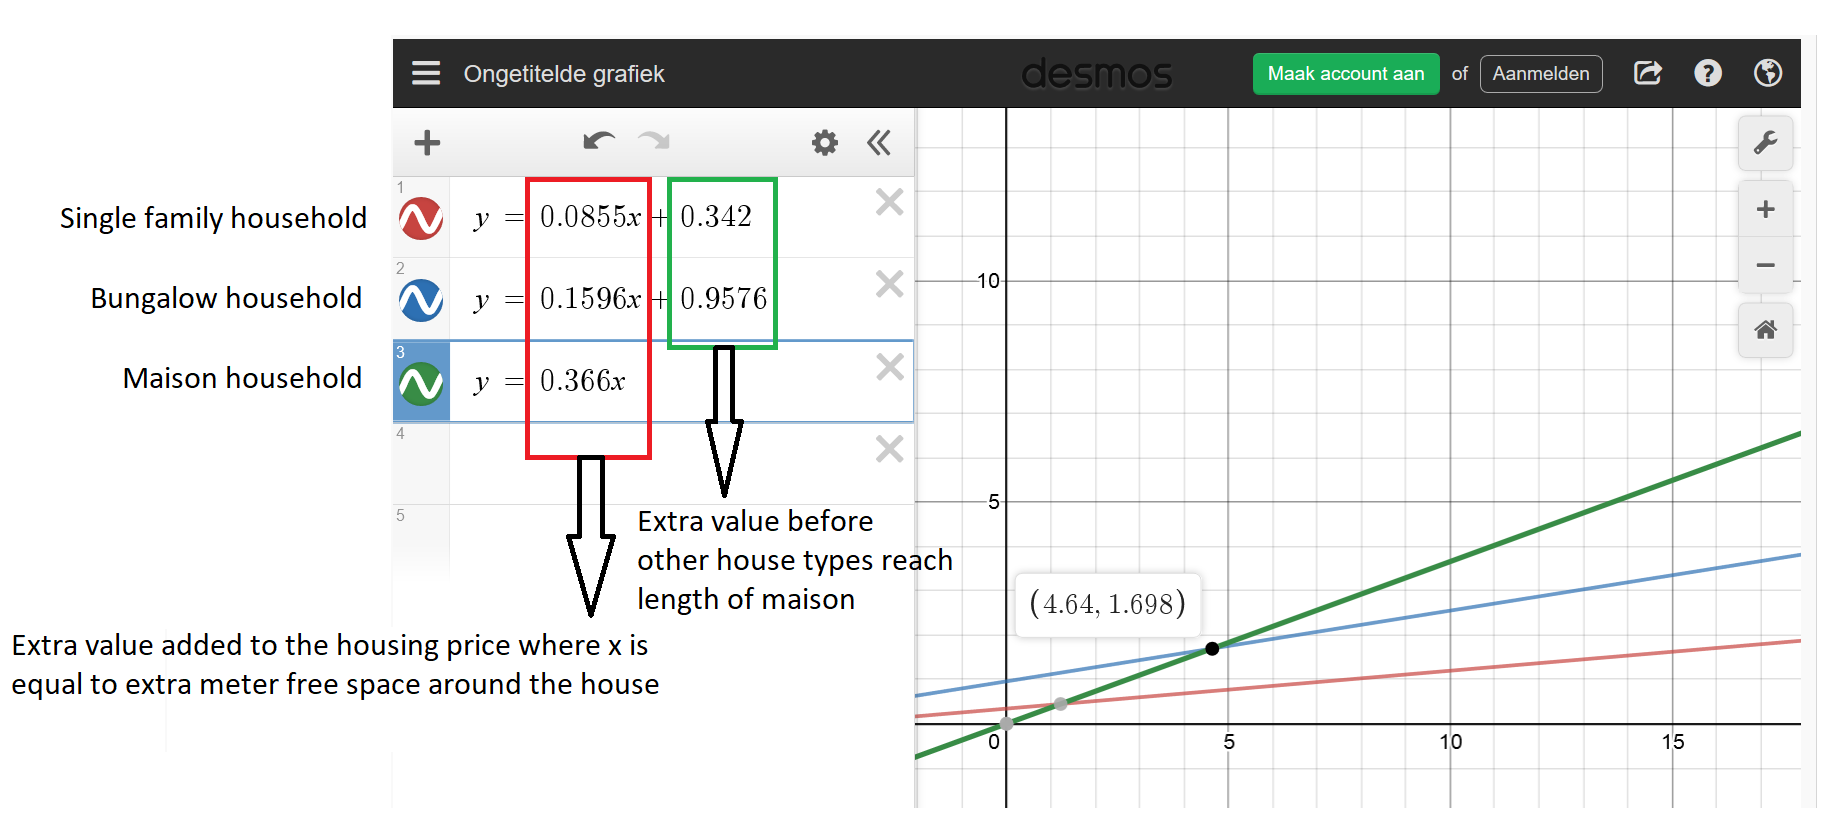 Ongetitelde grafiek
desmos
Maak account aan
of
Aanmelden
?
1
Single family household
y = 0.0855x + 0.342
2
Bungalow household
y = 0.1596x + 0.9576
3
Maison household
y = 0.366x
4
5
Extra value before
other house types reach
length of maison
Extra value added to the housing price where x is
equal to extra meter free space around the house
10
5
(4.64, 1.698)
0
5
10
15